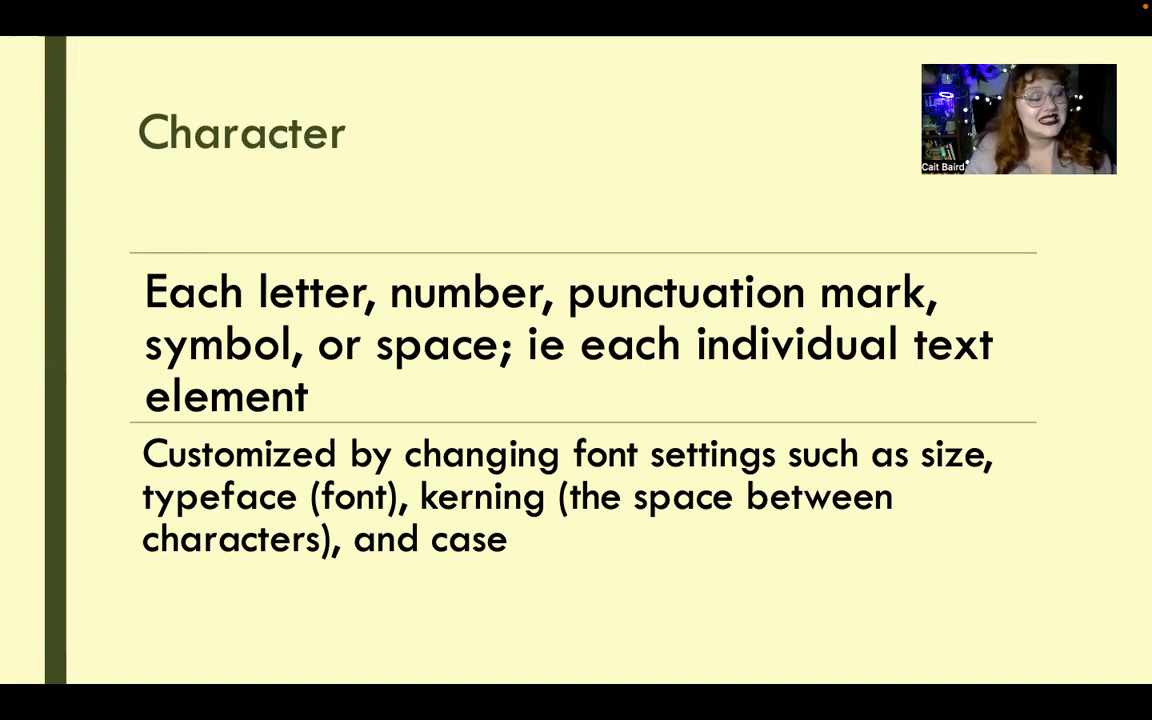 Character
Cait Baird
Each letter, number, punctuation mark,
symbol, or space; ie each individual text
element
Customized by changing font settings such as size,
typeface (font), kerning (the space between
characters), and case